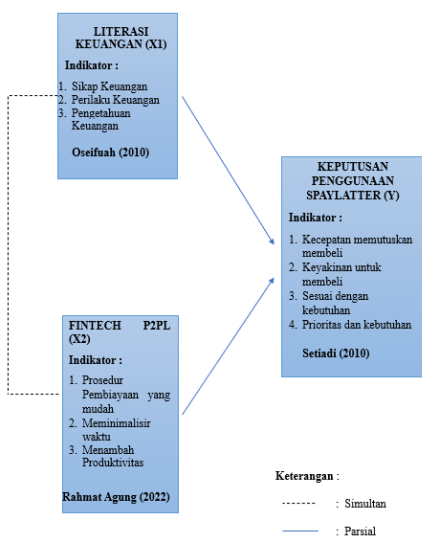 LITERASI
KEUANGAN (X1)
Indikator :
1. Sikap Keuangan
2. Perilaku Keuangan
3. Pengetahuan
Keuangan
Oseifuah (2010)
KEPUTUSAN
PENGGUNAAN
SPAYLATTER (Y)
Indikator :
1. Kecepatan memutuskan
membeli
2. Keyakinan untuk
membeli
3. Sesuai dengan
kebutuhan
4. Prioritas dan kebutuhan
Setiadi (2010)
FINTECH P2PL
(X2)
Indikator :
1. Prosedur
Pembiayaan yang
mudah
2. Meminimalisir
waktu
3. Menambah
Produktivitas
Rahmat Agung (2022)
Keterangan :
: Simultan
: Parsial